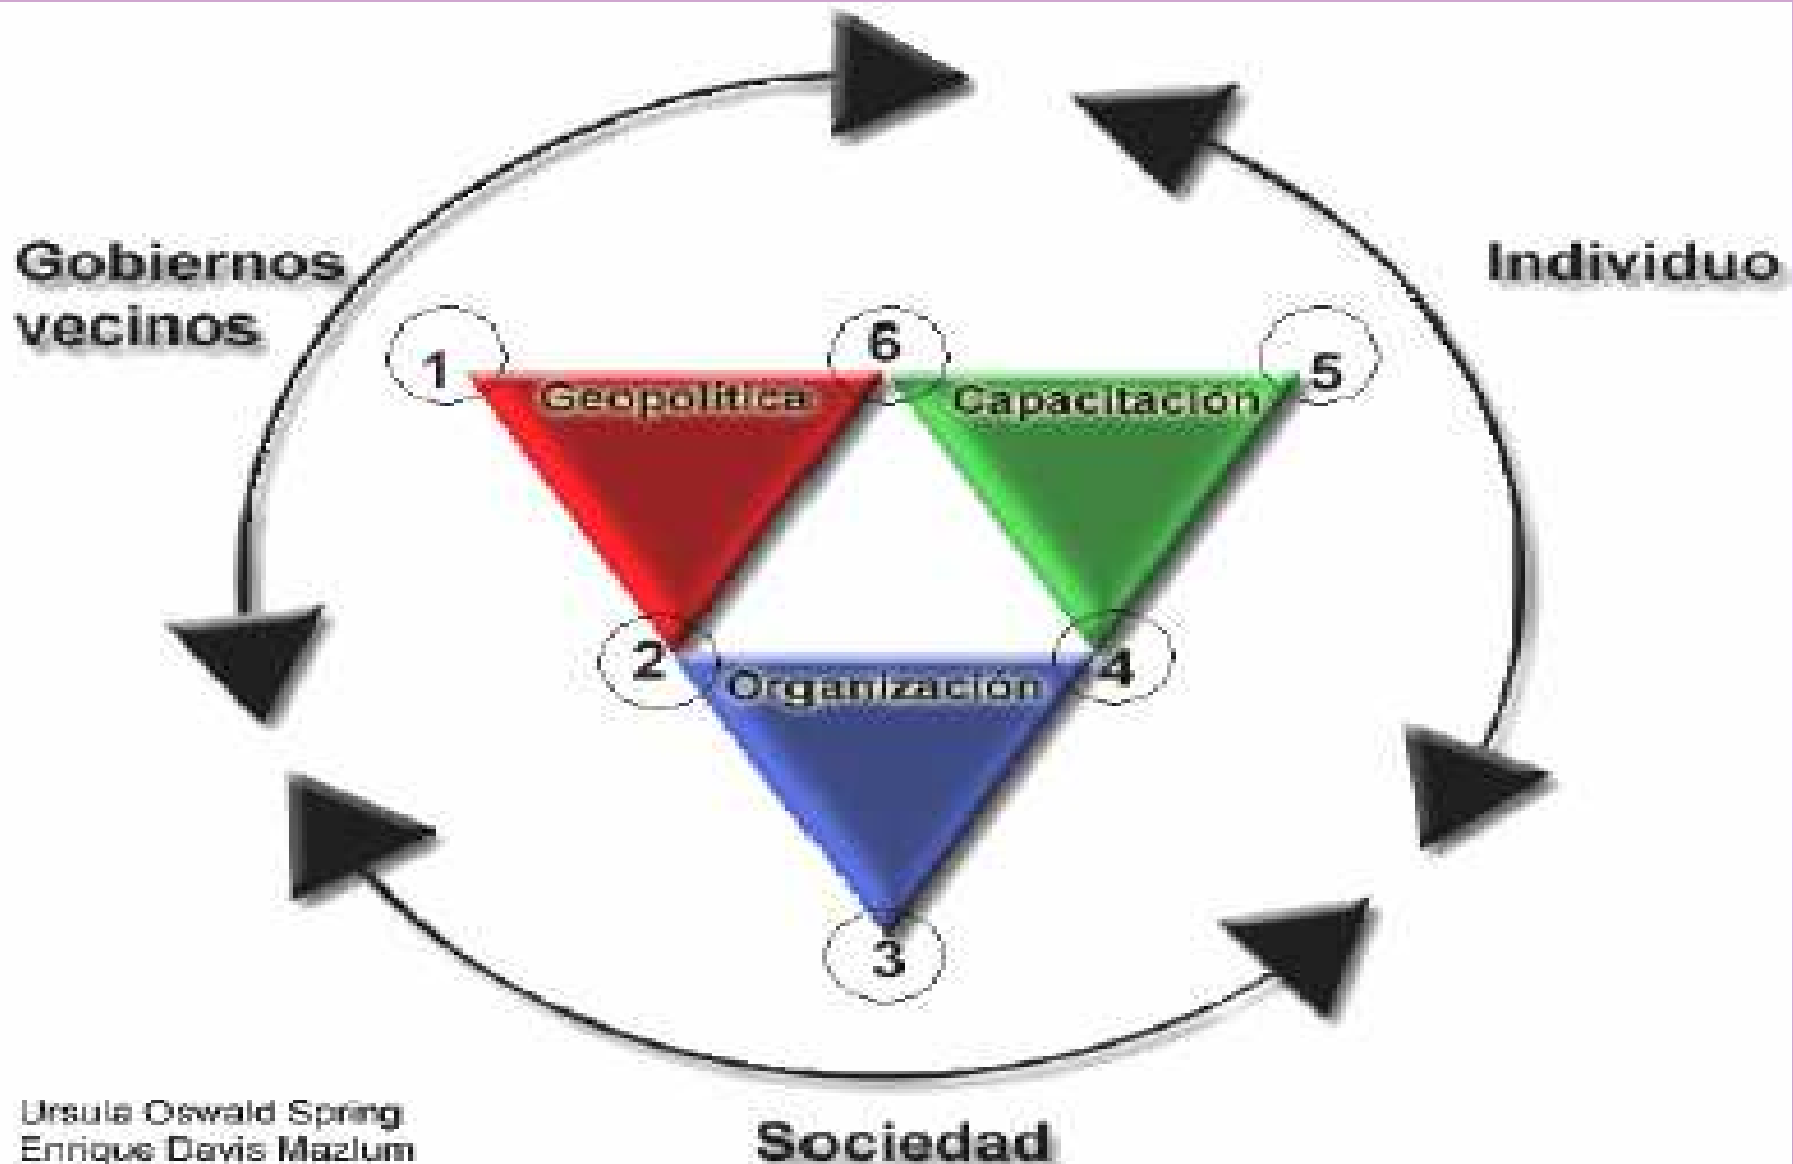 Gobiernos
vecinos
Individuo
1
6
5
Geopolítica
Capacitación
2
4
Organización
3
Ursula Oswald Spring
Enrique Davis Mazlum
Sociedad